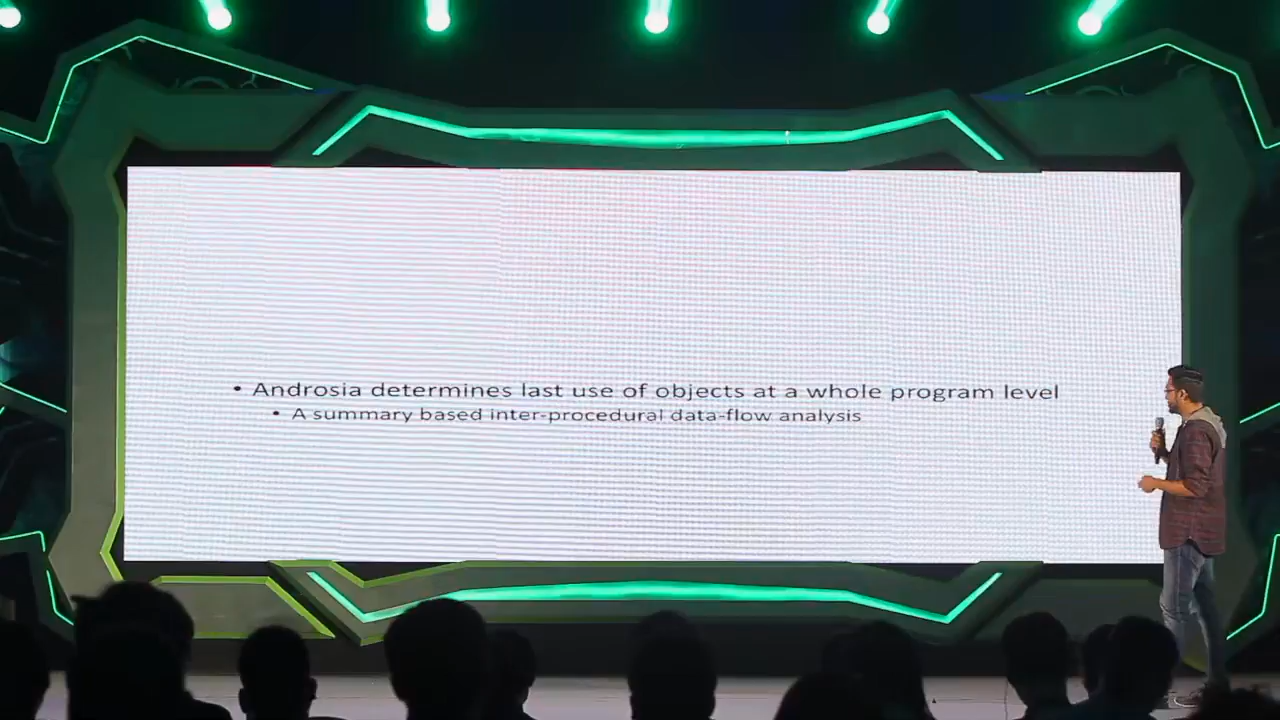 • Androsia determines last use of objects at a whole program level
• A summary based inter-procedural data-flow analysis